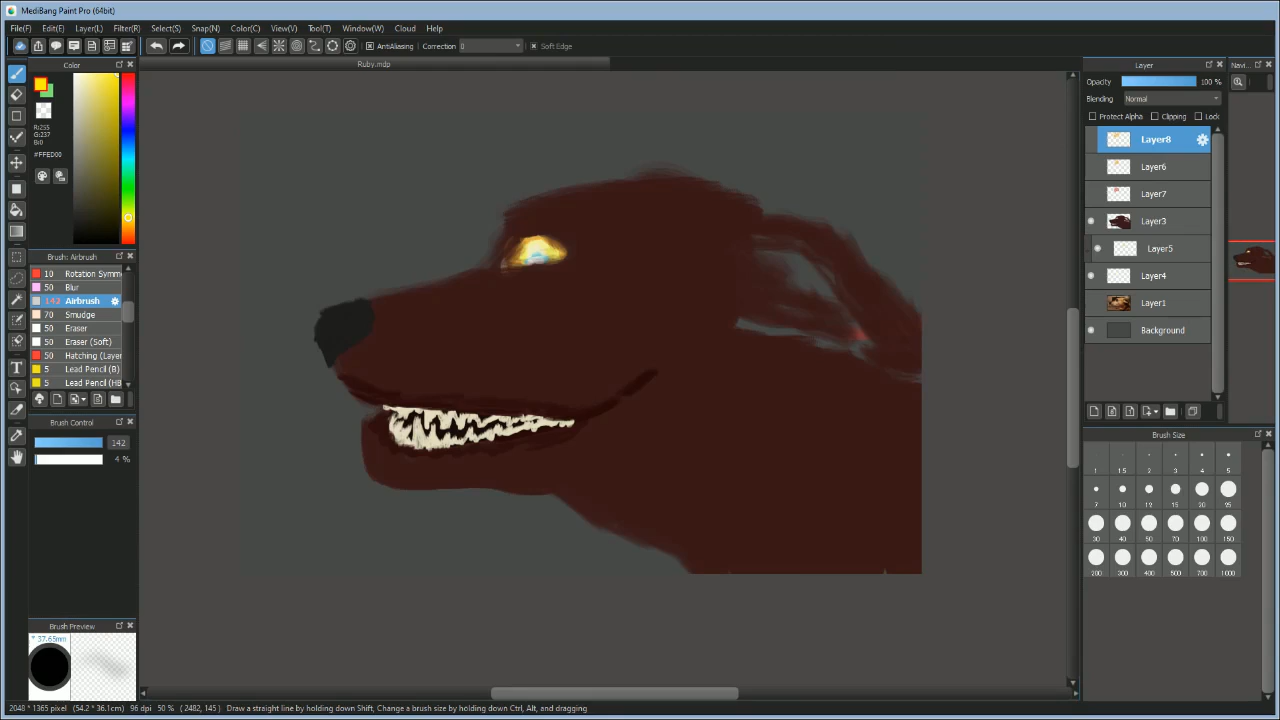 MediBang Paint Pro (64bit)
File(F) Edit(E) Layer(L) Filter(R) Select(S) Snap(N) Color(C) View(V) Tool(T) Window(W) Cloud Help
AntiAliasing Correction 0 Soft Edge
Color
Ruby.mdp
Layer
Navi...
R:255
G:237
B:0
#FFED00
Opacity 100 %
Blending Normal
Protect Alpha Clipping Lock
Layer8
Layer6
Layer7
Layer3
Layer5
Layer4
Layer1
Background
Brush: Airbrush
10 Rotation Symm
50 Blur
142 Airbrush
70 Smudge
50 Eraser
50 Eraser (Soft)
50 Hatching (Layer
5 Lead Pencil (B)
5 Lead Pencil (HB
Brush Control
142
4 %
Brush Size
1 1.5 2 3 4 5
7 10 12 15 20 25
30 40 50 70 100 150
200 300 400 500 700 1000
Brush Preview
* 37.65mm
2048 * 1365 pixel (54.2 * 36.1cm) 96 dpi 50 % (2482, 145) Draw a straight line by holding down Shift, Change a brush size by holding down Ctrl, Alt, and dragging